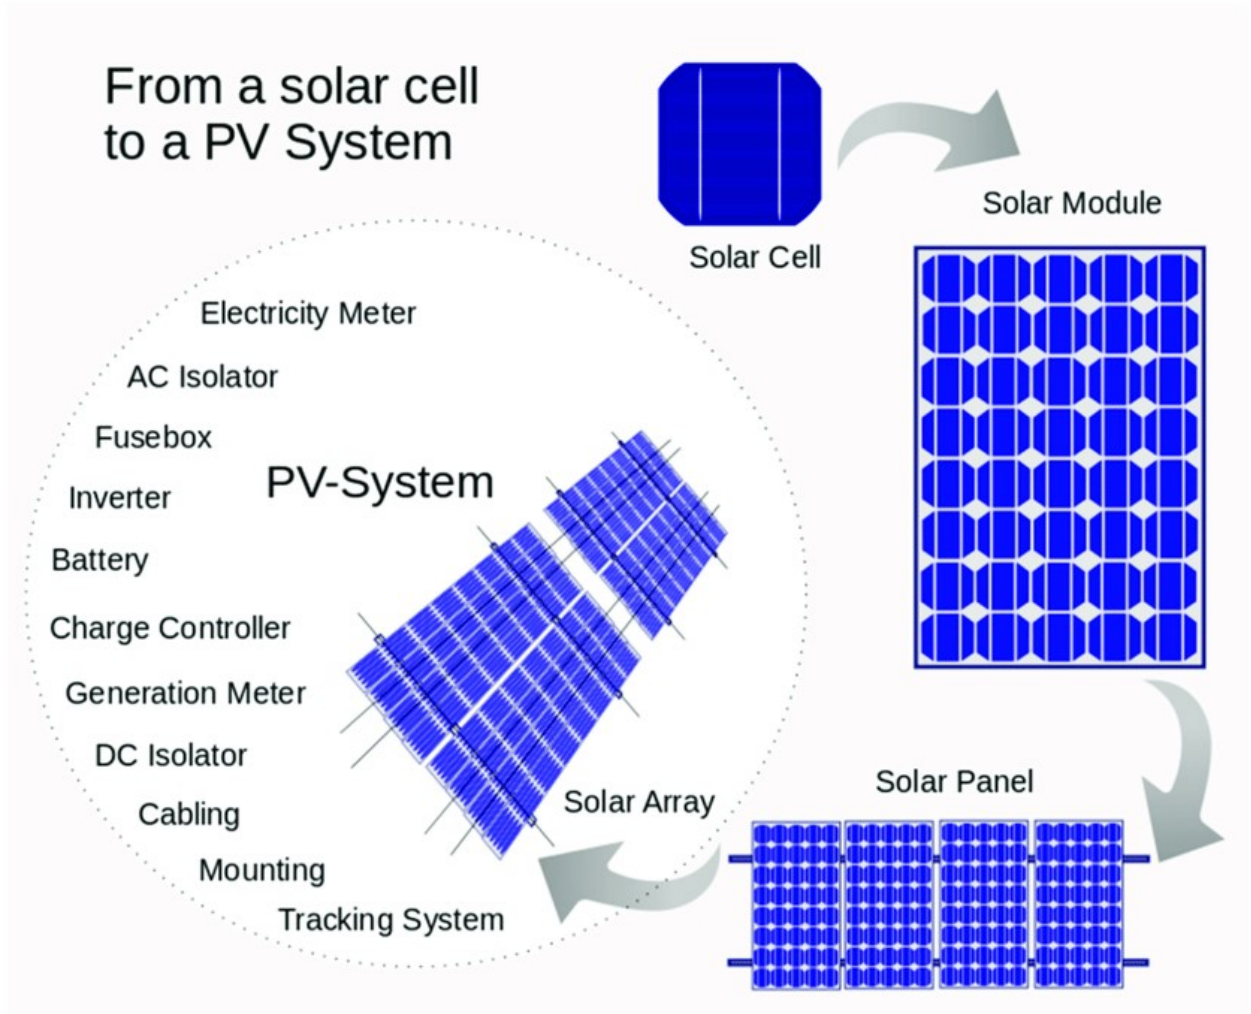 From a solar cell
to a PV System
Solar Cell
Solar Module
Electricity Meter
AC Isolator
Fusebox
Inverter
PV-System
Battery
Charge Controller
Generation Meter
DC Isolator
Cabling
Mounting
Tracking System
Solar Array
Solar Panel